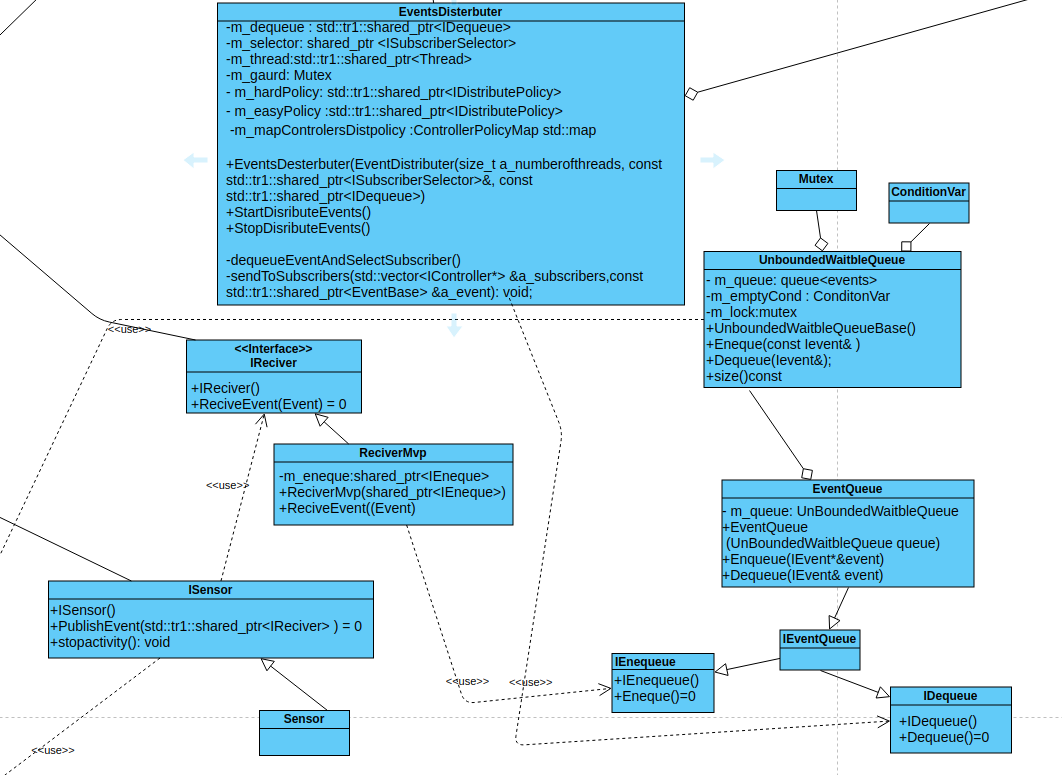 EventsDisterbuter
-m_dequeue : std::tr1::shared_ptr<IDequeue>
-m_selector: shared_ptr <ISubscriberSelector>
-m_thread:std::tr1::shared_ptr<Thread>
-m_gaurd: Mutex
- m_hardPolicy: std::tr1::shared_ptr<IDistributePolicy>
- m_easyPolicy :std::tr1::shared_ptr<IDistributePolicy>
-m_mapControlersDistpolicy :ControllerPolicyMap std::map
+EventsDesterbuter(EventDistributer(size_t a_numberofthreads, const
std::tr1::shared_ptr<ISubscriberSelector>&, const
std::tr1::shared_ptr<IDequeue>)
+StartDisributeEvents()
+StopDisributeEvents()
-dequeueEventAndSelectSubscriber()
-sendToSubscribers(std::vector<IController*> &a_subscribers,const
std::tr1::shared_ptr<EventBase> &a_event): void;
Mutex
ConditionVar
UnboundedWaitbleQueue
- m_queue: queue<events>
-m_emptyCond : ConditonVar
-m_lock:mutex
+UnboundedWaitbleQueueBase()
+Eneque(const Ievent& )
+Dequeue(Ievent&);
+size()const
<<use>>
<<Interface>>
IReciver
+IReciver()
+ReciveEvent(Event) = 0
ReciverMvp
-m_eneque:shared_ptr<IEneque>
+ReciverMvp(shared_ptr<IEneque>)
+ReciveEvent((Event)
<<use>>
EventQueue
- m_queue: UnBoundedWaitbleQueue
+EventQueue
(UnBoundedWaitbleQueue queue)
+Enqueue(IEvent*&event)
+Dequeue(IEvent& event)
ISensor
+ISensor()
+PublishEvent(std::tr1::shared_ptr<IReciver> ) = 0
+stopactivity(): void
IEventQueue
<<use>>
<<use>>
IEnequeue
+IEnequeue()
+Eneque()=0
IDequeue
+IDequeue()
+Dequeue()=0
Sensor
<<use>>